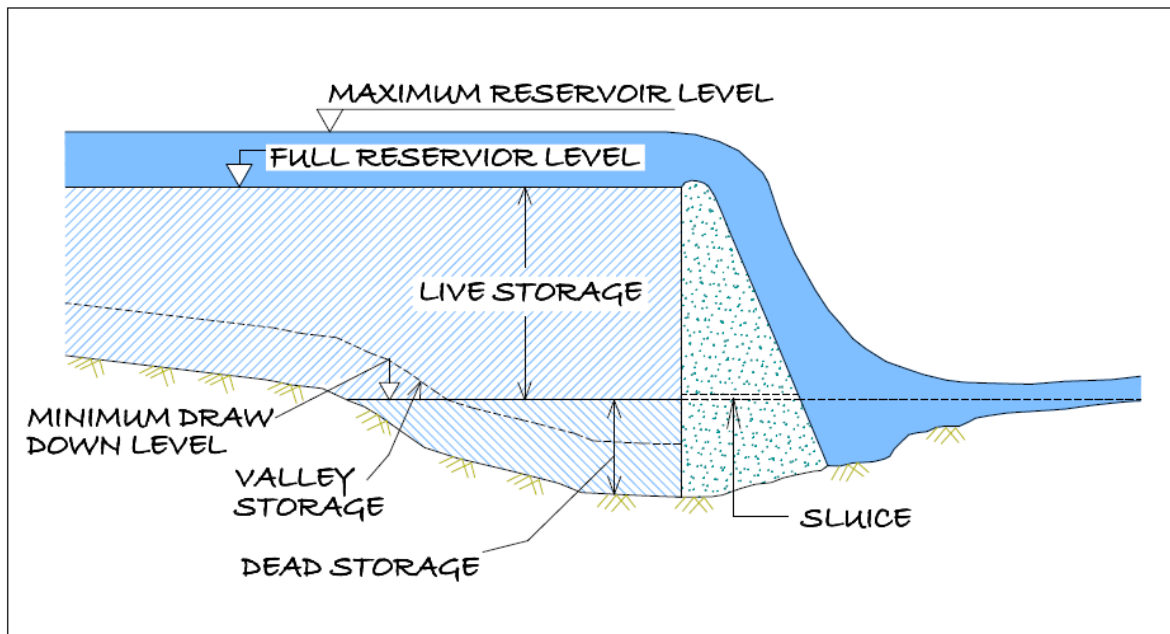 MAXIMUM RESERVOIR LEVEL
FULL RESERVIOR LEVEL
LIVE STORAGE
MINIMUM DRAW
DOWN LEVEL
VALLEY
STORAGE
SLUICE
DEAD STORAGE